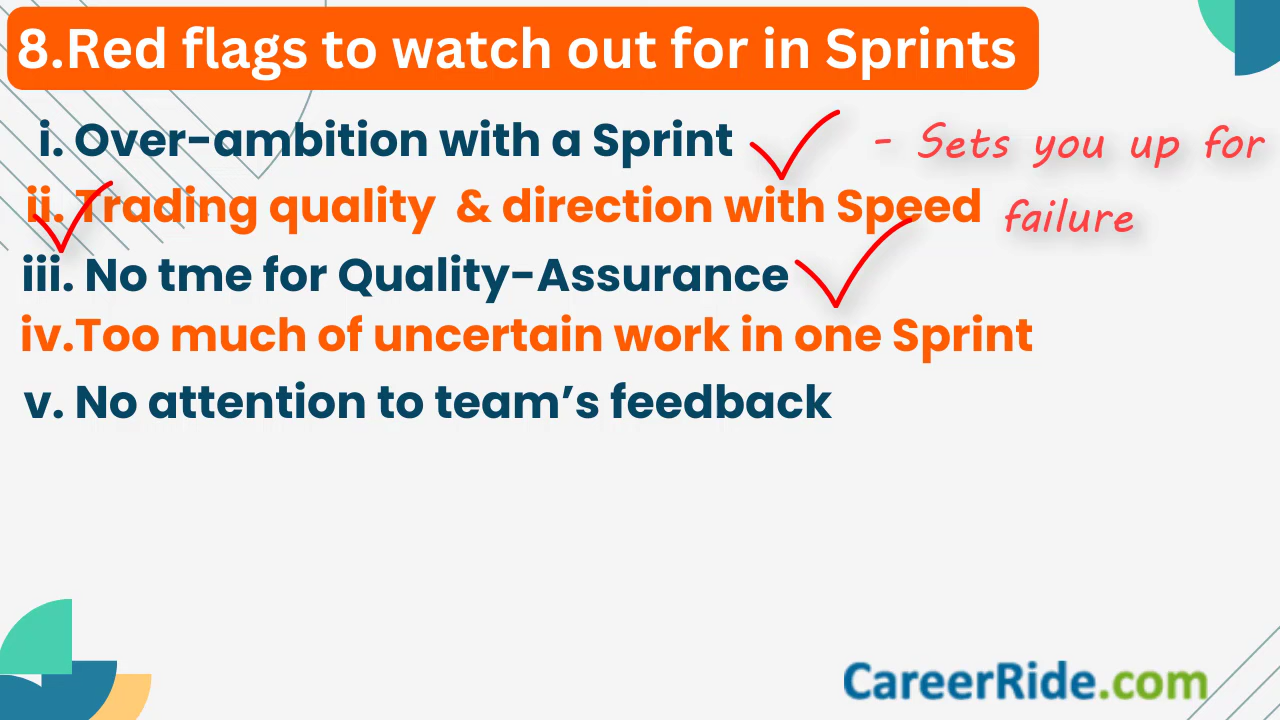 8.Red flags to watch out for in Sprints
i. Over-ambition with a Sprint - Sets you up for
ii. Trading quality & direction with Speed failure
iii. No tme for Quality-Assurance
iv.Too much of uncertain work in one Sprint
v. No attention to team’s feedback
CareerRide.com